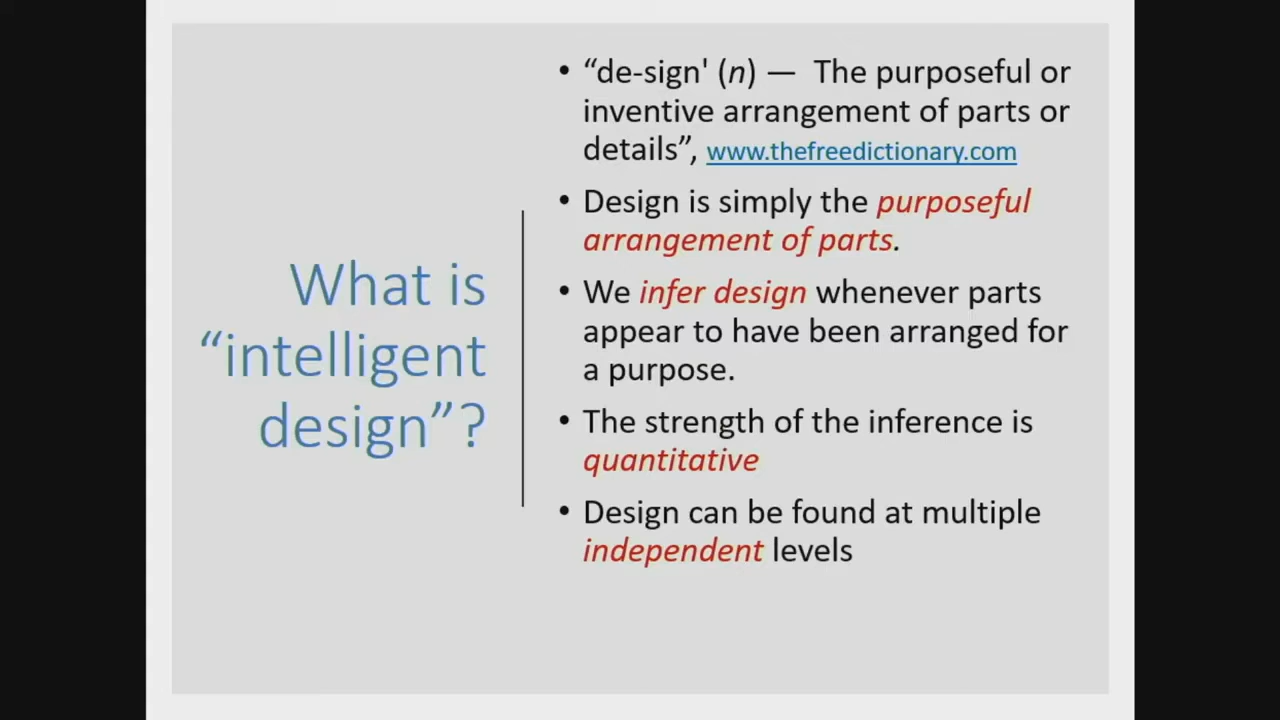 What is
“intelligent
design”?
• “de-sign' (n) — The purposeful or
inventive arrangement of parts or
details”, www.thefreedictionary.com
• Design is simply the purposeful
arrangement of parts.
• We infer design whenever parts
appear to have been arranged for
a purpose.
• The strength of the inference is
quantitative
• Design can be found at multiple
independent levels